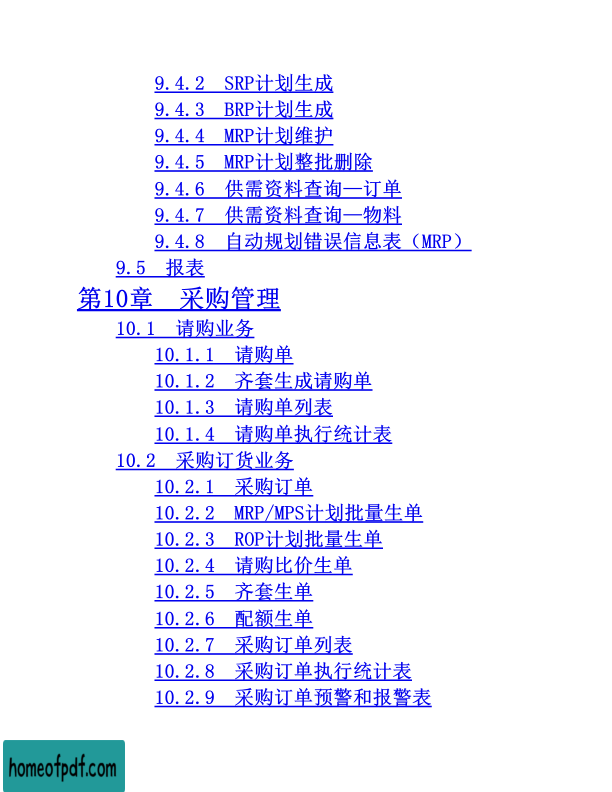 9.4.2 SRP计划生成
9.4.3 BRP计划生成
9.4.4 MRP计划维护
9.4.5 MRP计划整批删除
9.4.6 供需资料查询—订单
9.4.7 供需资料查询—物料
9.4.8 自动规划错误信息表（MRP）
9.5 报表
第10章 采购管理
10.1 请购业务
10.1.1 请购单
10.1.2 齐套生成请购单
10.1.3 请购单列表
10.1.4 请购单执行统计表
10.2 采购订货业务
10.2.1 采购订单
10.2.2 MRP/MPS计划批量生单
10.2.3 ROP计划批量生单
10.2.4 请购比价生单
10.2.5 齐套生单
10.2.6 配额生单
10.2.7 采购订单列表
10.2.8 采购订单执行统计表
10.2.9 采购订单预警和报警表
homeofpdf.com